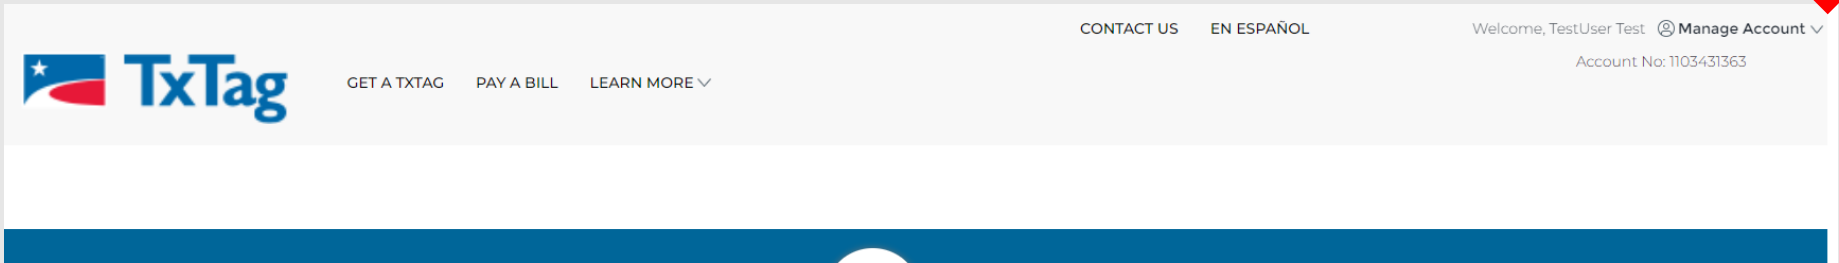 CONTACT US EN ESPAÑOL Welcome, TestUser Test Manage Account
Account No: 1103431363
TxTag GET A TXTAG PAY A BILL LEARN MORE